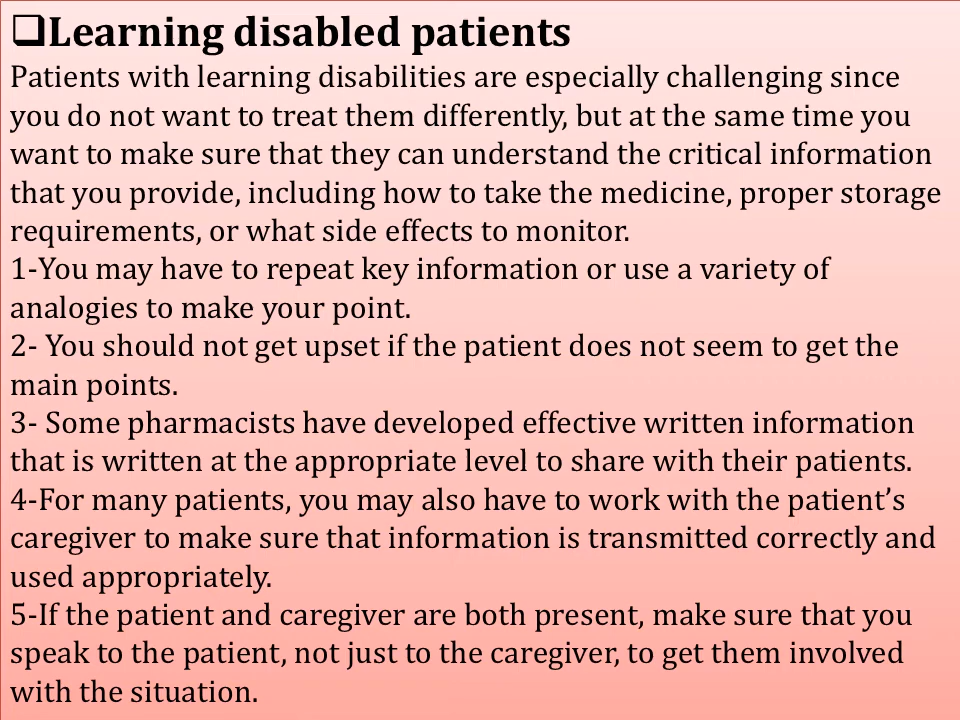 ❑Learning disabled patients
Patients with learning disabilities are especially challenging since
you do not want to treat them differently, but at the same time you
want to make sure that they can understand the critical information
that you provide, including how to take the medicine, proper storage
requirements, or what side effects to monitor.
1-You may have to repeat key information or use a variety of
analogies to make your point.
2- You should not get upset if the patient does not seem to get the
main points.
3- Some pharmacists have developed effective written information
that is written at the appropriate level to share with their patients.
4-For many patients, you may also have to work with the patient’s
caregiver to make sure that information is transmitted correctly and
used appropriately.
5-If the patient and caregiver are both present, make sure that you
speak to the patient, not just to the caregiver, to get them involved
with the situation.